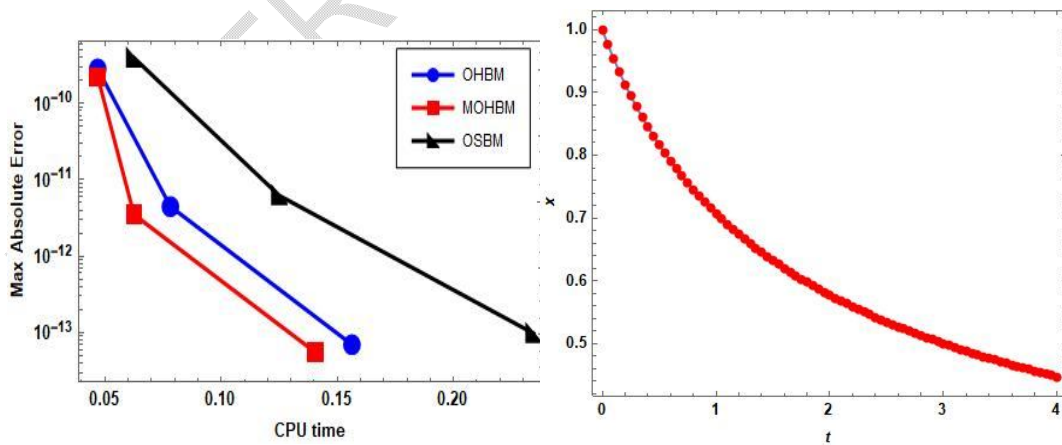 OHBM
MOHBM
OSBM
10⁻¹⁰
10⁻¹¹
10⁻¹²
10⁻¹³
Max Absolute Error
0.05 0.10 0.15 0.20
CPU time
1.0
0.9
0.8
0.7
0.6
0.5
x
0 1 2 3 4
t